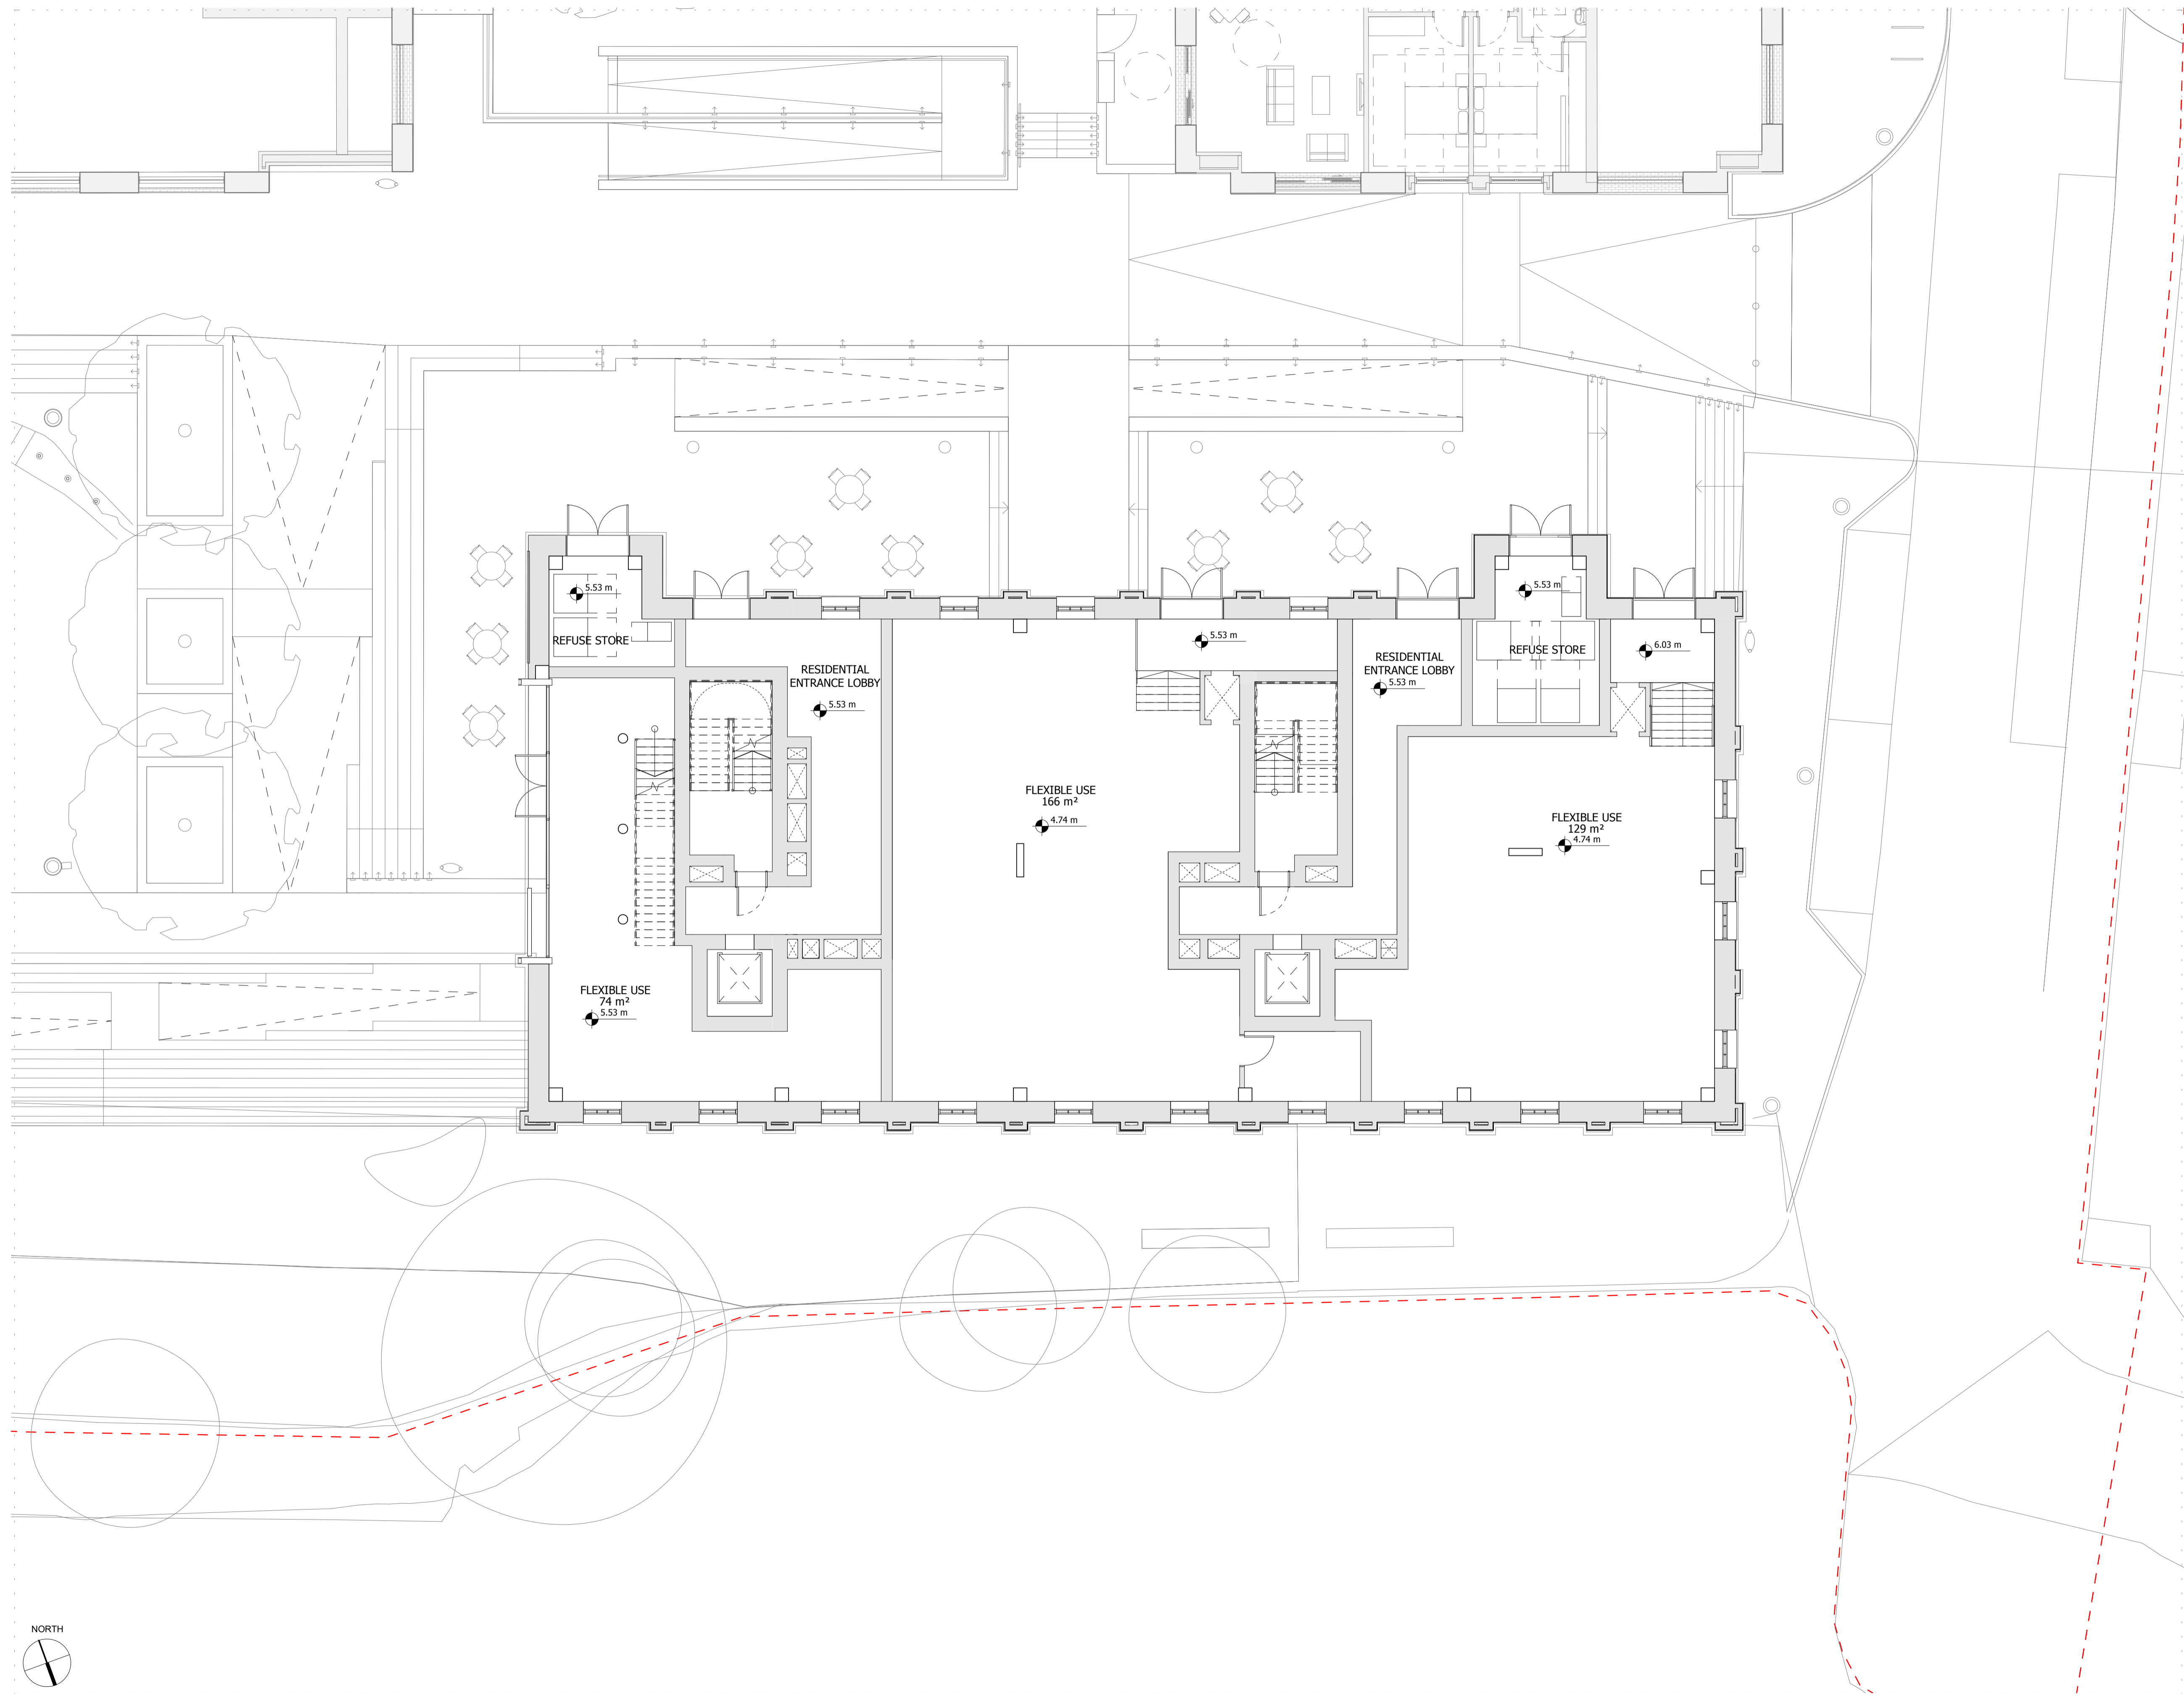 5.53 m
REFUSE STORE
RESIDENTIAL
ENTRANCE LOBBY
5.53 m
5.53 m
RESIDENTIAL
ENTRANCE LOBBY
5.53 m
5.53 m
REFUSE STORE
6.03 m
FLEXIBLE USE
166 m²
4.74 m
FLEXIBLE USE
129 m²
4.74 m
FLEXIBLE USE
74 m²
5.53 m
NORTH